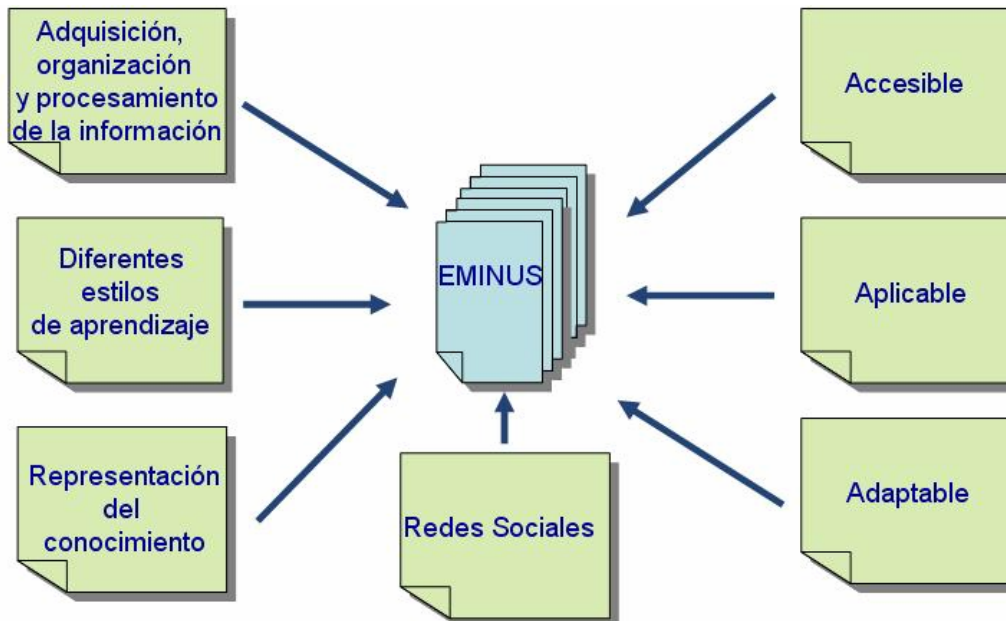 Adquisición,
organización
y procesamiento
de la información
Diferentes
estilos
de aprendizaje
Representación
del
conocimiento
EMINUS
Redes Sociales
Accesible
Aplicable
Adaptable